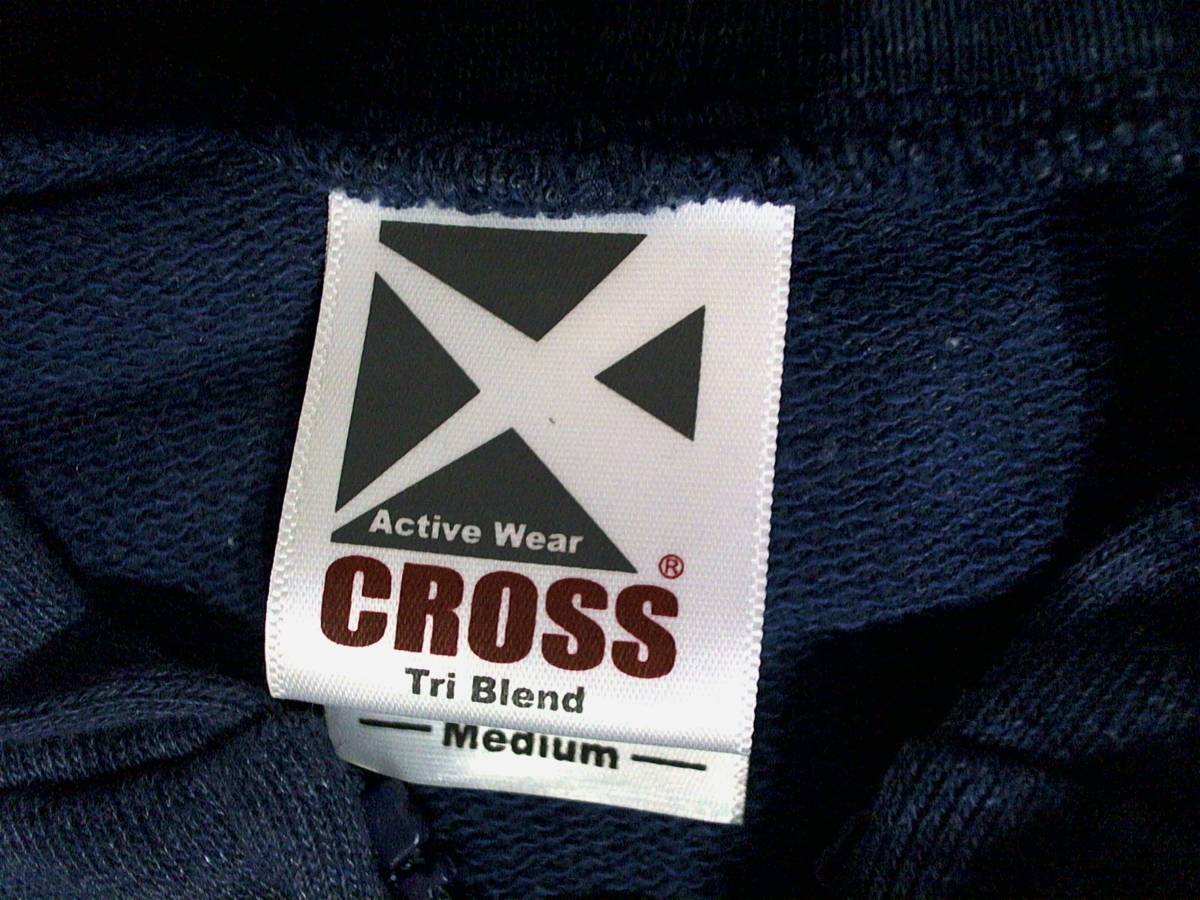 Active Wear
CROSS ®
Tri Blend
Medium